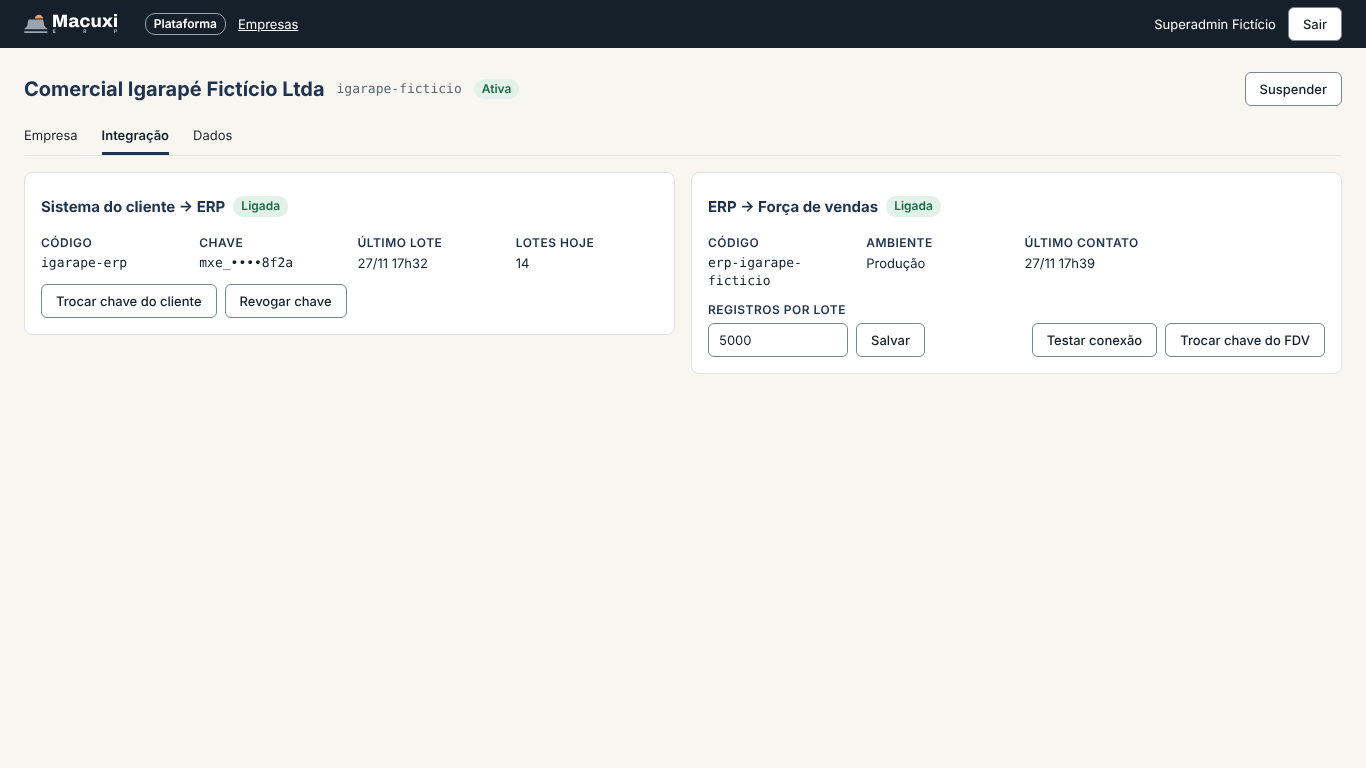 Macuxi
E R P
Plataforma
Empresas
Superadmin Fictício
Sair
Comercial Igarapé Fictício Ltda
igarape-ficticio
Ativa
Suspender
Empresa
Integração
Dados
Sistema do cliente → ERP
Ligada
CÓDIGO
CHAVE
ÚLTIMO LOTE
LOTES HOJE
igarape-erp
mxe_••••8f2a
27/11 17h32
14
Trocar chave do cliente
Revogar chave
ERP → Força de vendas
Ligada
CÓDIGO
AMBIENTE
ÚLTIMO CONTATO
erp-igarape-
ficticio
Produção
27/11 17h39
REGISTROS POR LOTE
5000
Salvar
Testar conexão
Trocar chave do FDV